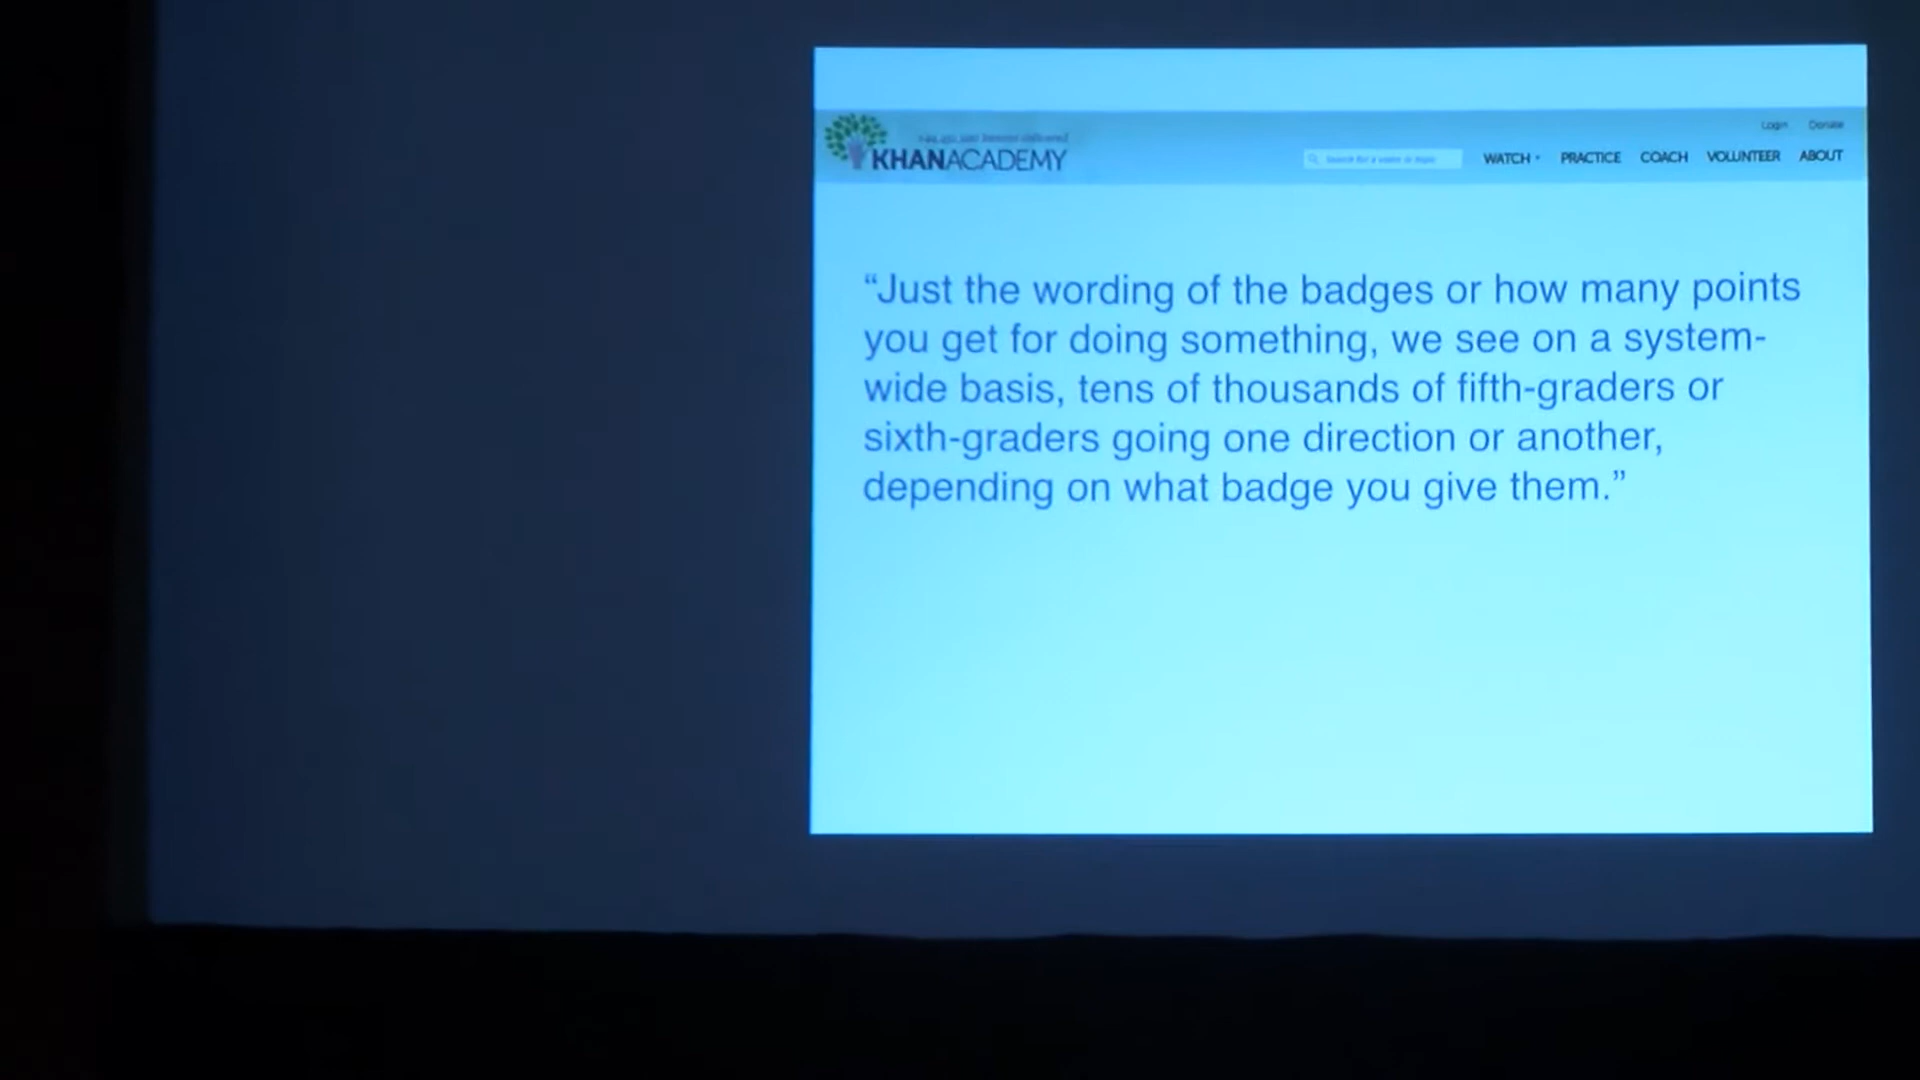 Login Donate
KHANACADEMY
WATCH PRACTICE COACH VOLUNTEER ABOUT
“Just the wording of the badges or how many points
you get for doing something, we see on a system-
wide basis, tens of thousands of fifth-graders or
sixth-graders going one direction or another,
depending on what badge you give them.”